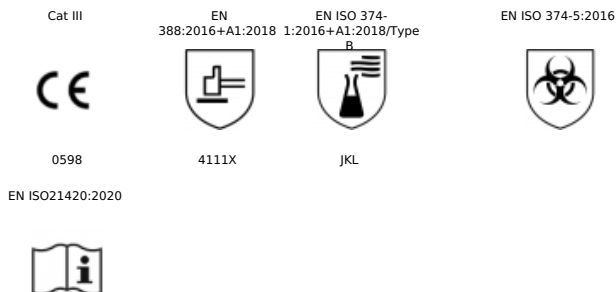 Cat III
EN
388:2016+A1:2018
EN ISO 374-
1:2016+A1:2018/Type
B
EN ISO 374-5:2016
CE
0598
4111X
JKL
EN ISO21420:2020
i